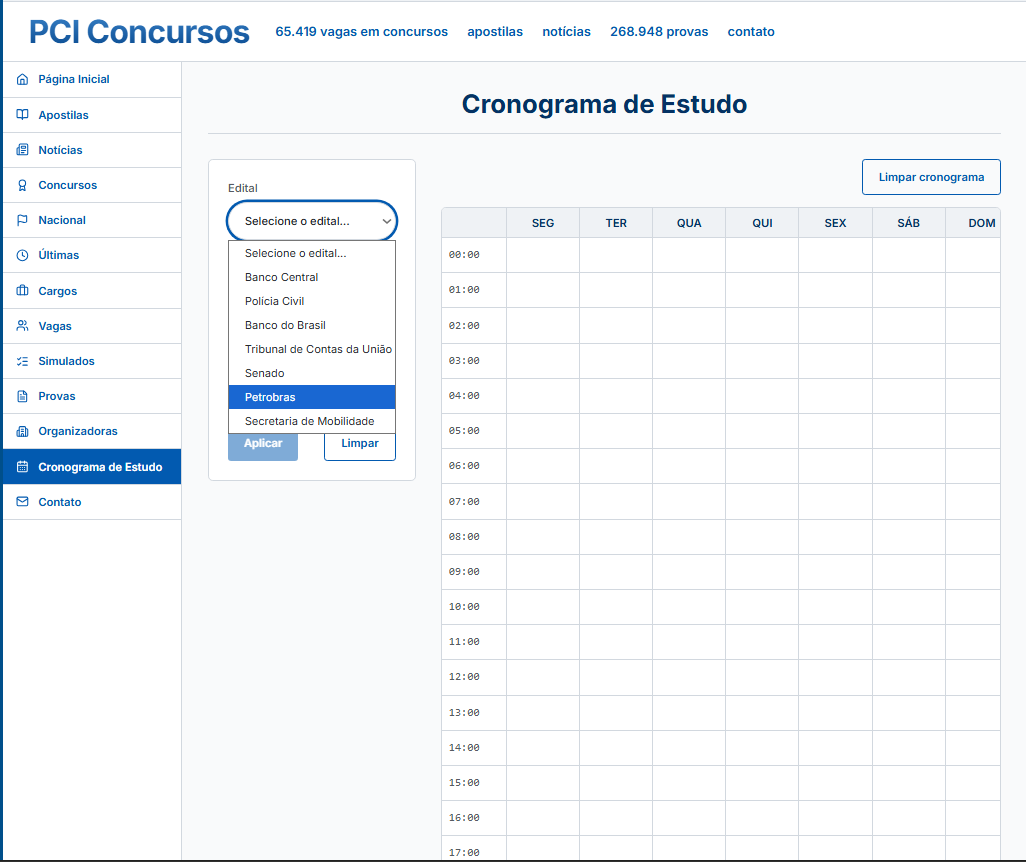 PCI Concursos 65.419 vagas em concursos apostilas notícias 268.948 provas contato
Página Inicial
Apostilas
Notícias
Concursos
Nacional
Últimas
Cargos
Vagas
Simulados
Provas
Organizadoras
Cronograma de Estudo
Contato
Cronograma de Estudo
Edital
Selecione o edital...
Selecione o edital...
Banco Central
Polícia Civil
Banco do Brasil
Tribunal de Contas da União
Senado
Petrobras
Secretaria de Mobilidade
Aplicar Limpar
Limpar cronograma
SEG TER QUA QUI SEX SÁB DOM
00:00
01:00
02:00
03:00
04:00
05:00
06:00
07:00
08:00
09:00
10:00
11:00
12:00
13:00
14:00
15:00
16:00
17:00